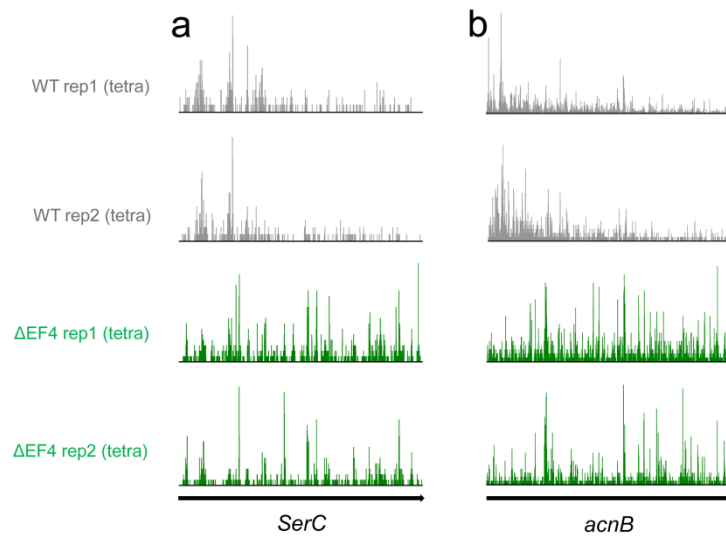 a
b
WT rep1 (tetra)
WT rep2 (tetra)
ΔEF4 rep1 (tetra)
ΔEF4 rep2 (tetra)
SerC
acnB